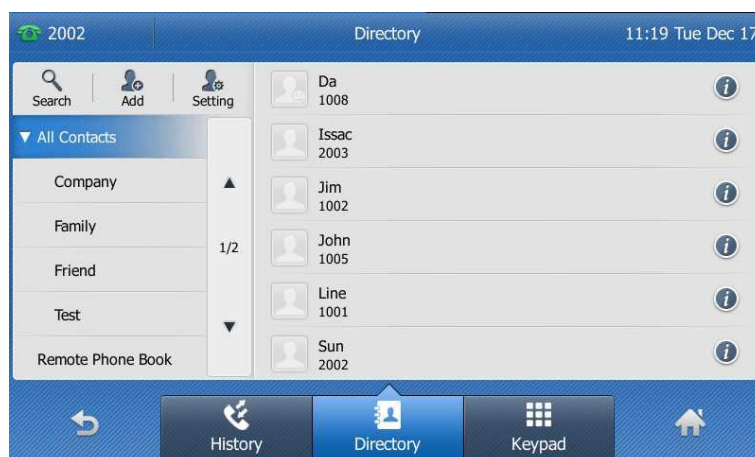 2002 Directory 11:19 Tue Dec 17
Search Add Setting
All Contacts
Company
Family
Friend
Test
Remote Phone Book
1/2
Da
1008
Issac
2003
Jim
1002
John
1005
Line
1001
Sun
2002
History Directory Keypad